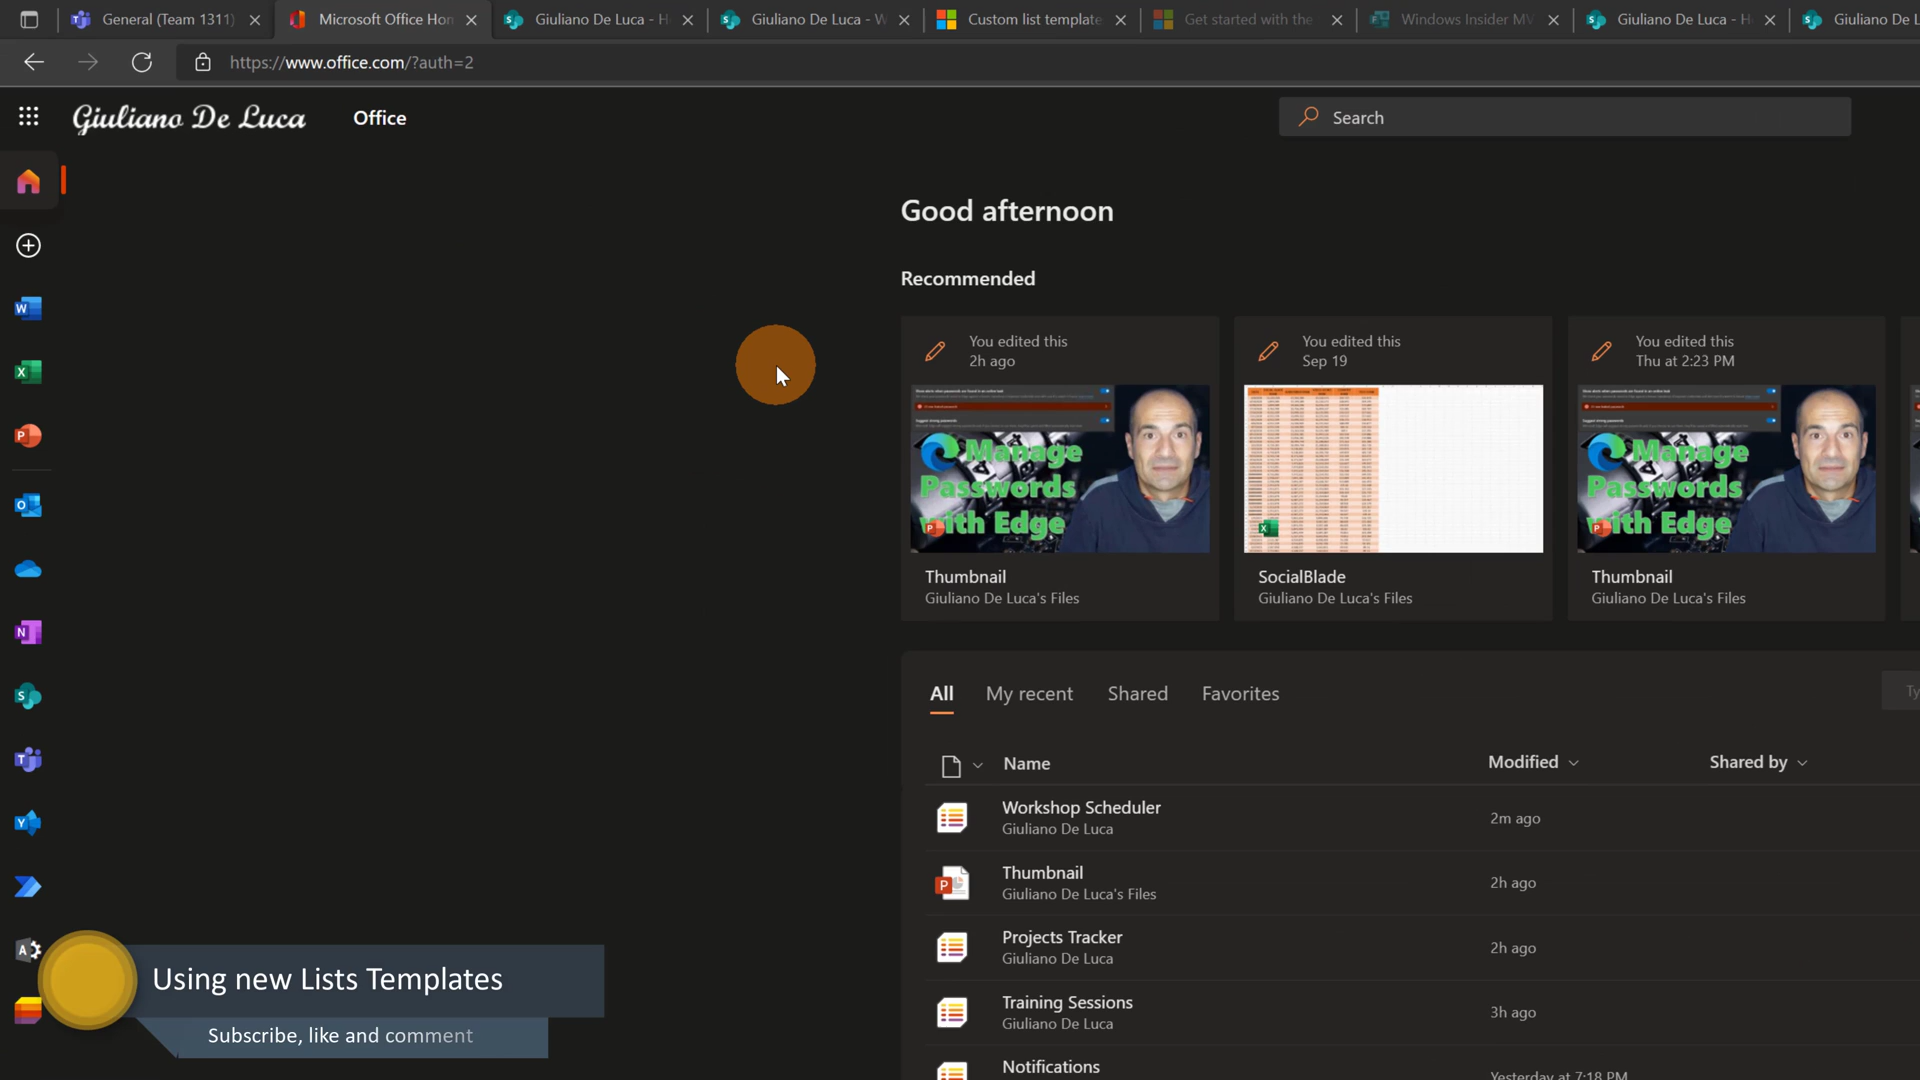 General (Team 1311)
Microsoft Office Hom
Giuliano De Luca - H
Giuliano De Luca - W
Custom list template
Get started with the
Windows Insider MV
Giuliano De Luca - H
Giuliano De L
https://www.office.com/?auth=2
Giuliano De Luca
Office
Search
Good afternoon
Recommended
You edited this
2h ago
Manage
Passwords
with Edge
Thumbnail
Giuliano De Luca's Files
You edited this
Sep 19
SocialBlade
Giuliano De Luca's Files
You edited this
Thu at 2:23 PM
Manage
Passwords
with Edge
Thumbnail
Giuliano De Luca's Files
All
My recent
Shared
Favorites
Ty
Name
Modified
Shared by
Workshop Scheduler
Giuliano De Luca
2m ago
Thumbnail
Giuliano De Luca's Files
2h ago
Projects Tracker
Giuliano De Luca
2h ago
Training Sessions
Giuliano De Luca
3h ago
Notifications
Yesterday at 7:18 PM
Using new Lists Templates
Subscribe, like and comment